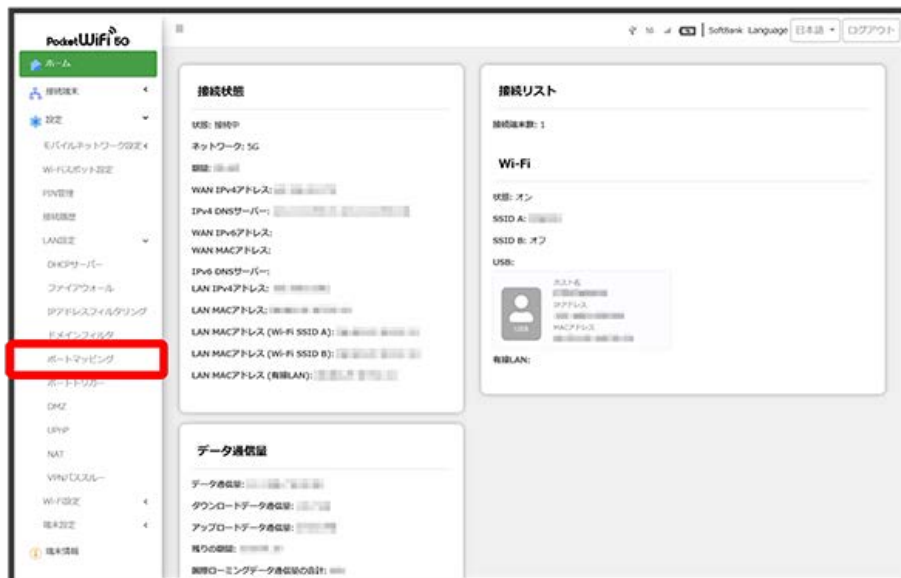 PocketWiFi 5G
5G
SoftBank Language 日本語 ログアウト
ホーム
接続端末
設定
モバイルネットワーク設定
Wi-Fiスポット設定
PIN管理
接続履歴
LAN設定
DHCPサーバー
ファイアウォール
IPアドレスフィルタリング
ドメインフィルタ
ポートマッピング
ポートトリガー
DMZ
UPnP
NAT
VPNパススルー
Wi-Fi設定
端末設定
端末情報
接続状態
状態: 接続中
ネットワーク: 5G
期間:
WAN IPv4アドレス:
IPv4 DNSサーバー:
WAN IPv6アドレス:
WAN MACアドレス:
IPv6 DNSサーバー:
LAN IPv4アドレス:
LAN MACアドレス:
LAN MACアドレス (Wi-Fi SSID A):
LAN MACアドレス (Wi-Fi SSID B):
LAN MACアドレス (有線LAN):
データ通信量
データ通信量:
ダウンロードデータ通信量:
アップロードデータ通信量:
残りの期間:
国際ローミングデータ通信量の合計:
接続リスト
接続端末数: 1
Wi-Fi
状態: オン
SSID A:
SSID B: オフ
USB:
USB
ホスト名
IPアドレス
MACアドレス
有線LAN: